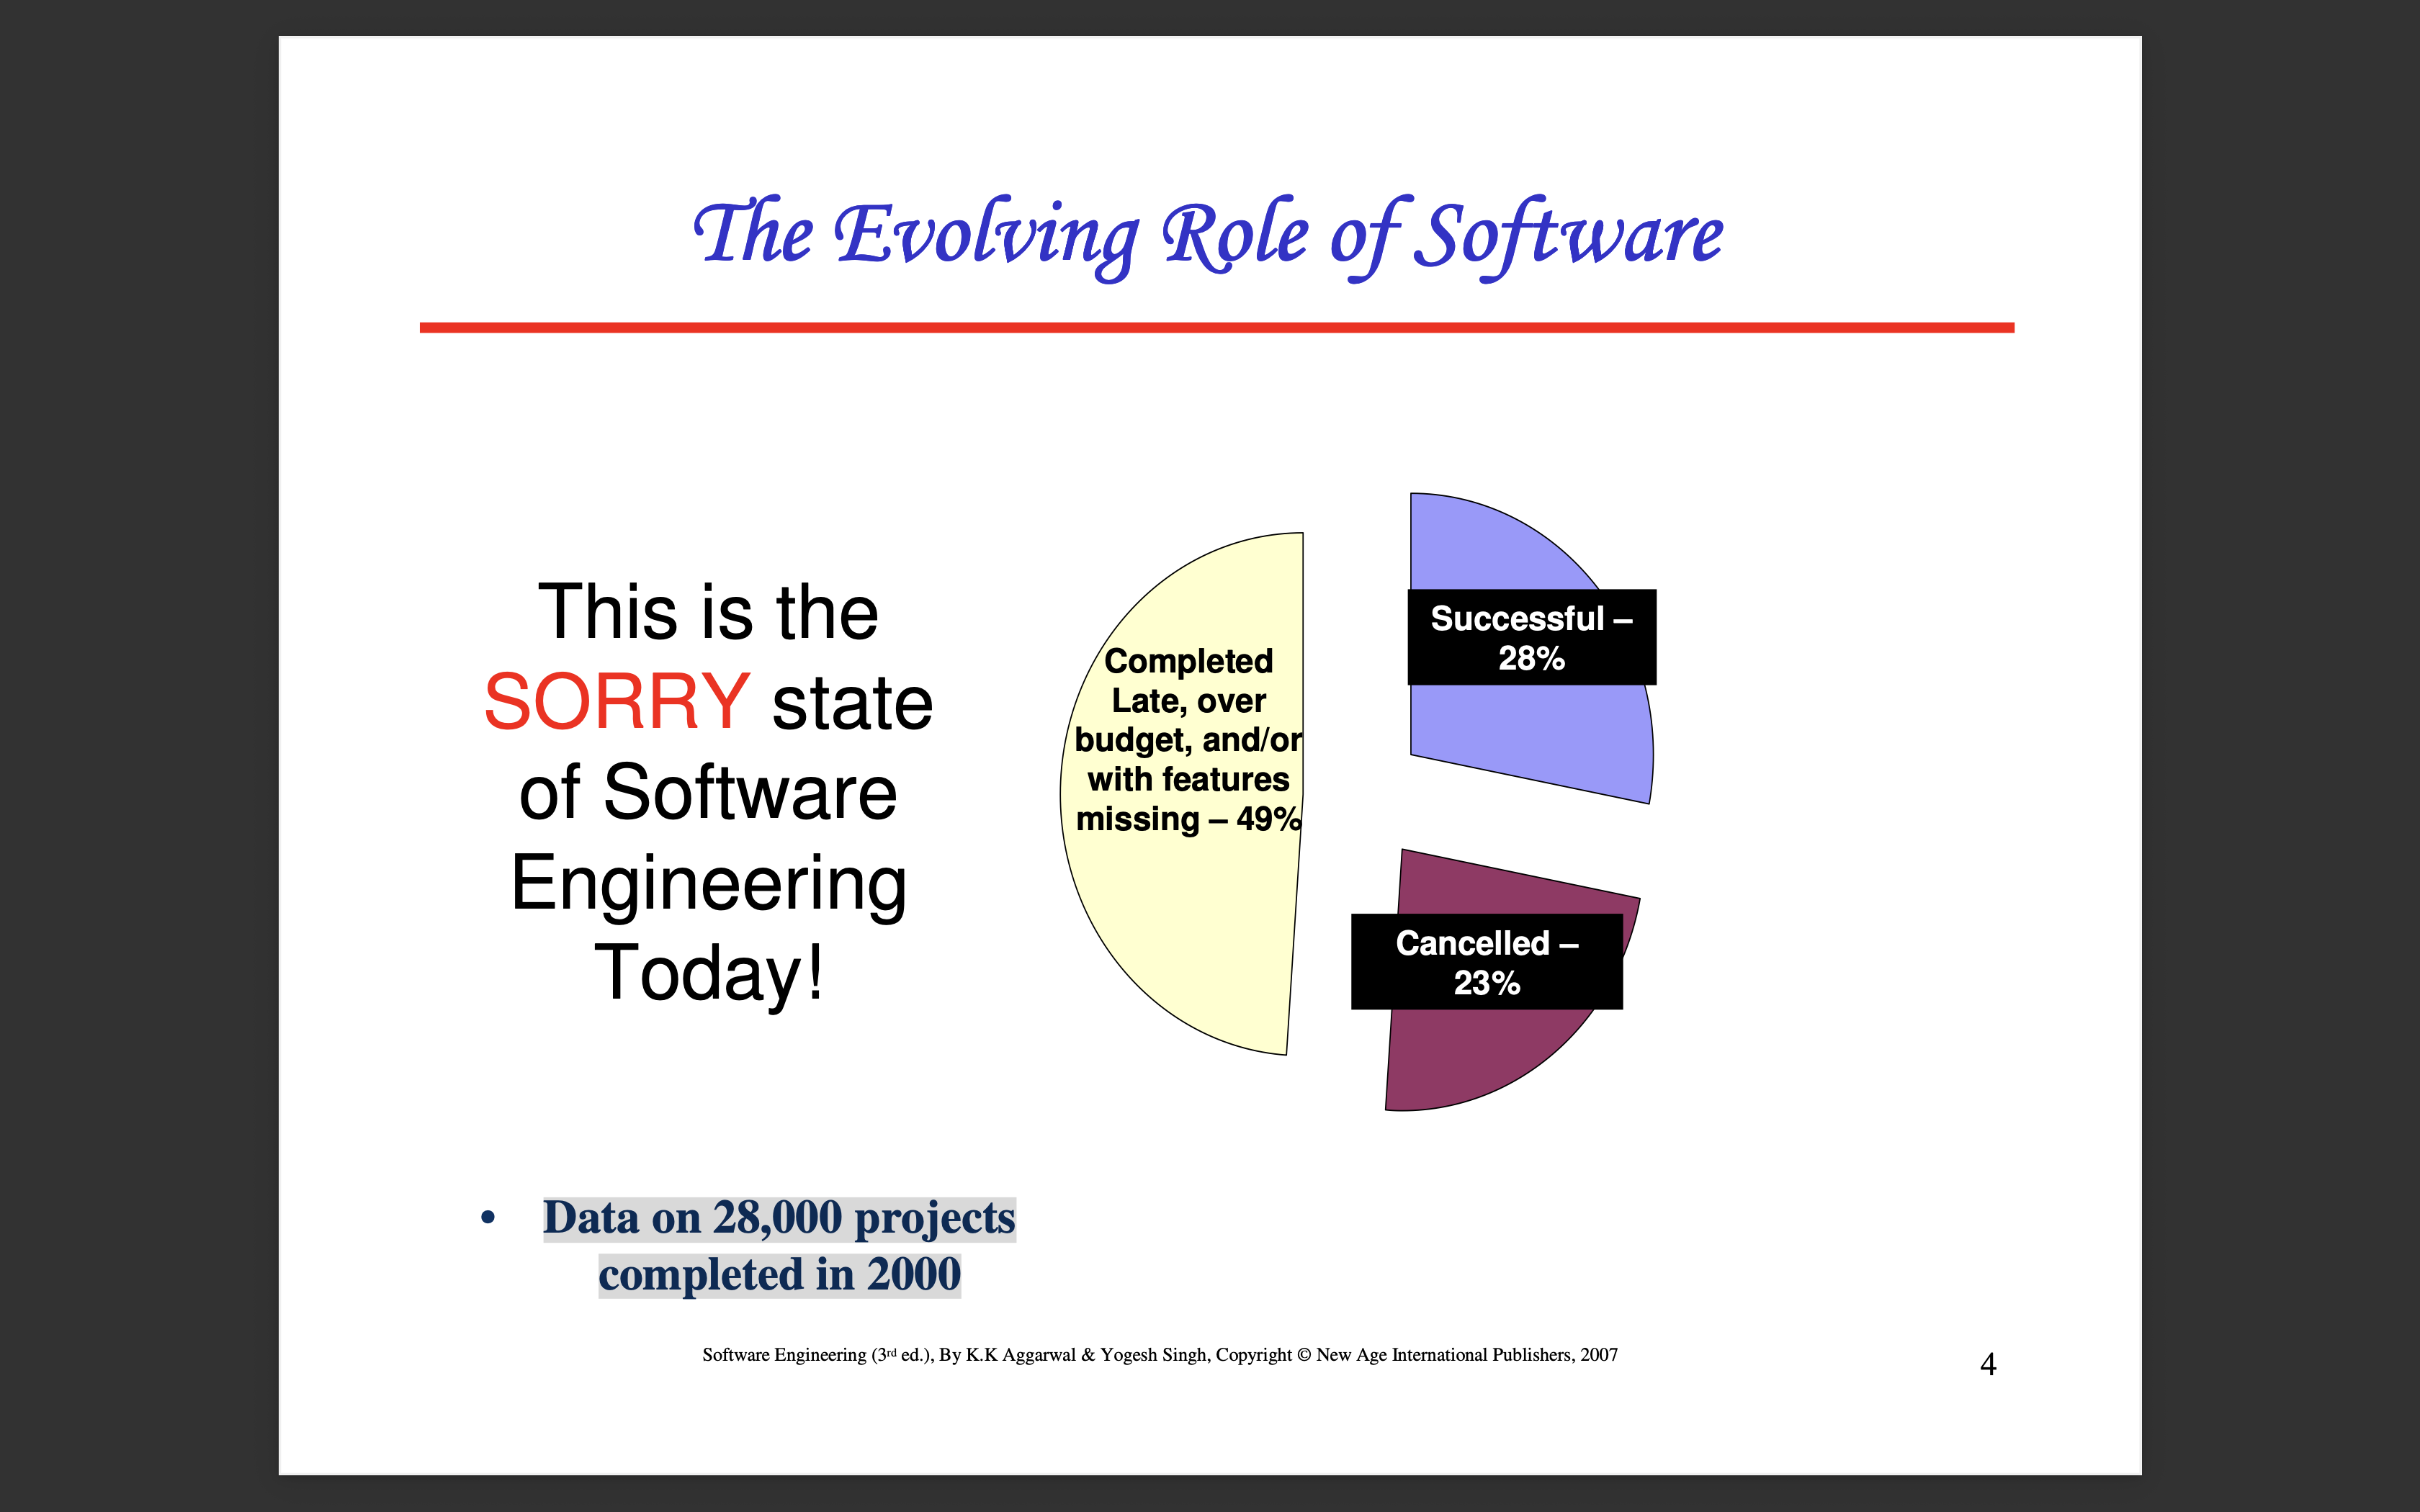 The Evolving Role of Software
This is the
SORRY state
of Software
Engineering
Today!
Completed
Late, over
budget, and/or
with features
missing – 49%
Successful –
28%
Cancelled –
23%
• Data on 28,000 projects
completed in 2000
Software Engineering (3rd ed.), By K.K Aggarwal & Yogesh Singh, Copyright © New Age International Publishers, 2007
4